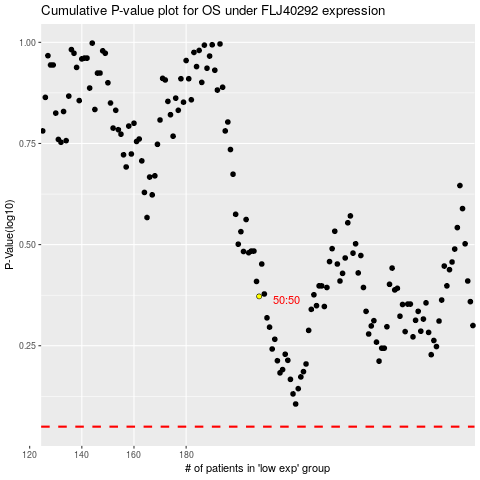 Cumulative P-value plot for OS under FLJ40292 expression
P-Value(log10)
1.00
0.75
0.50
0.25
50:50
120 140 160 180
# of patients in 'low exp' group